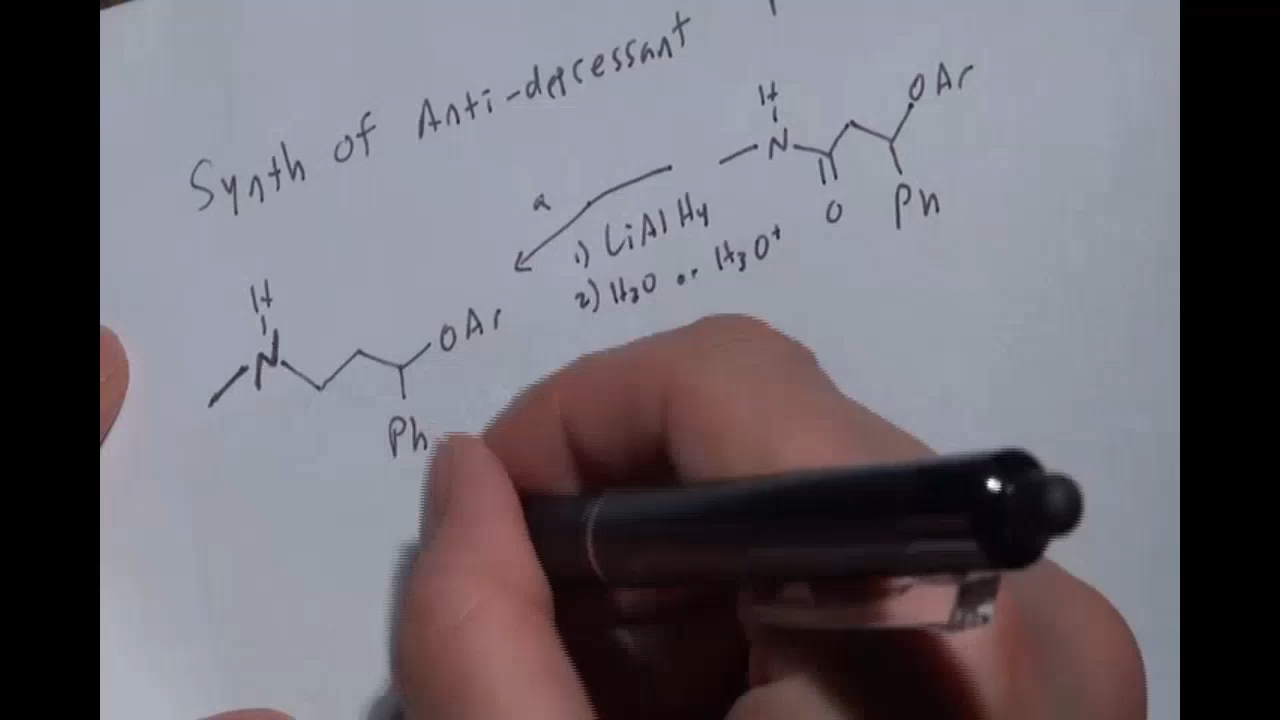 Synth of Anti-depressant
H
N
O
OAr
Ph
a
1) LiAlH4
2) H2O or H3O+
H
N
OAr
Ph